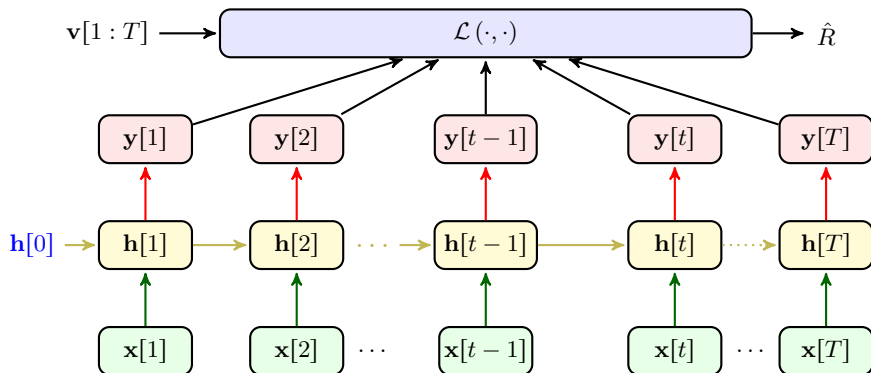 v[1 : T] ℒ (·, ·) R̂
y[1] y[2] y[t − 1] y[t] y[T]
h[0] h[1] h[2] · · · h[t − 1] h[t] h[T]
x[1] x[2] · · · x[t − 1] x[t] · · · x[T]